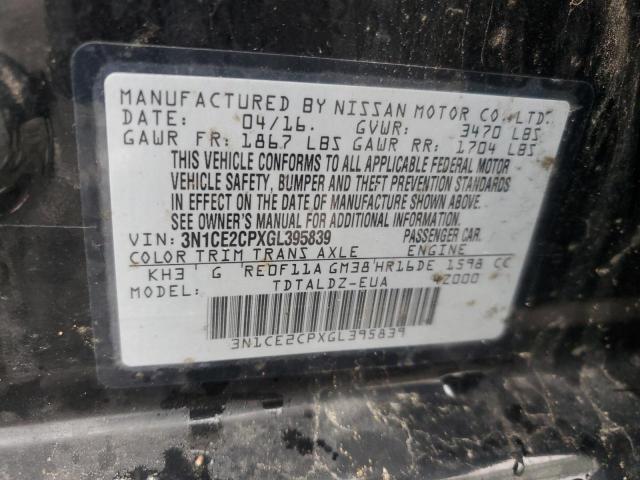 MANUFACTURED BY NISSAN MOTOR CO., LTD.
DATE: 04/16. GVWR: 3470 LBS
GAWR FR: 1867 LBS GAWR RR: 1704 LBS
THIS VEHICLE CONFORMS TO ALL APPLICABLE FEDERAL MOTOR
VEHICLE SAFETY, BUMPER AND THEFT PREVENTION STANDARDS
IN EFFECT ON THE DATE OF MANUFACTURE SHOWN ABOVE.
SEE OWNER'S MANUAL FOR ADDITIONAL INFORMATION.
VIN: 3N1CE2CPXGL395839 PASSENGER CAR.
COLOR TRIM TRANS AXLE ENGINE
KH3 G RE0F11A GM38 HR16DE 1598 CC
MODEL: TDTALDZ-EUA
3N1CE2CPXGL395839